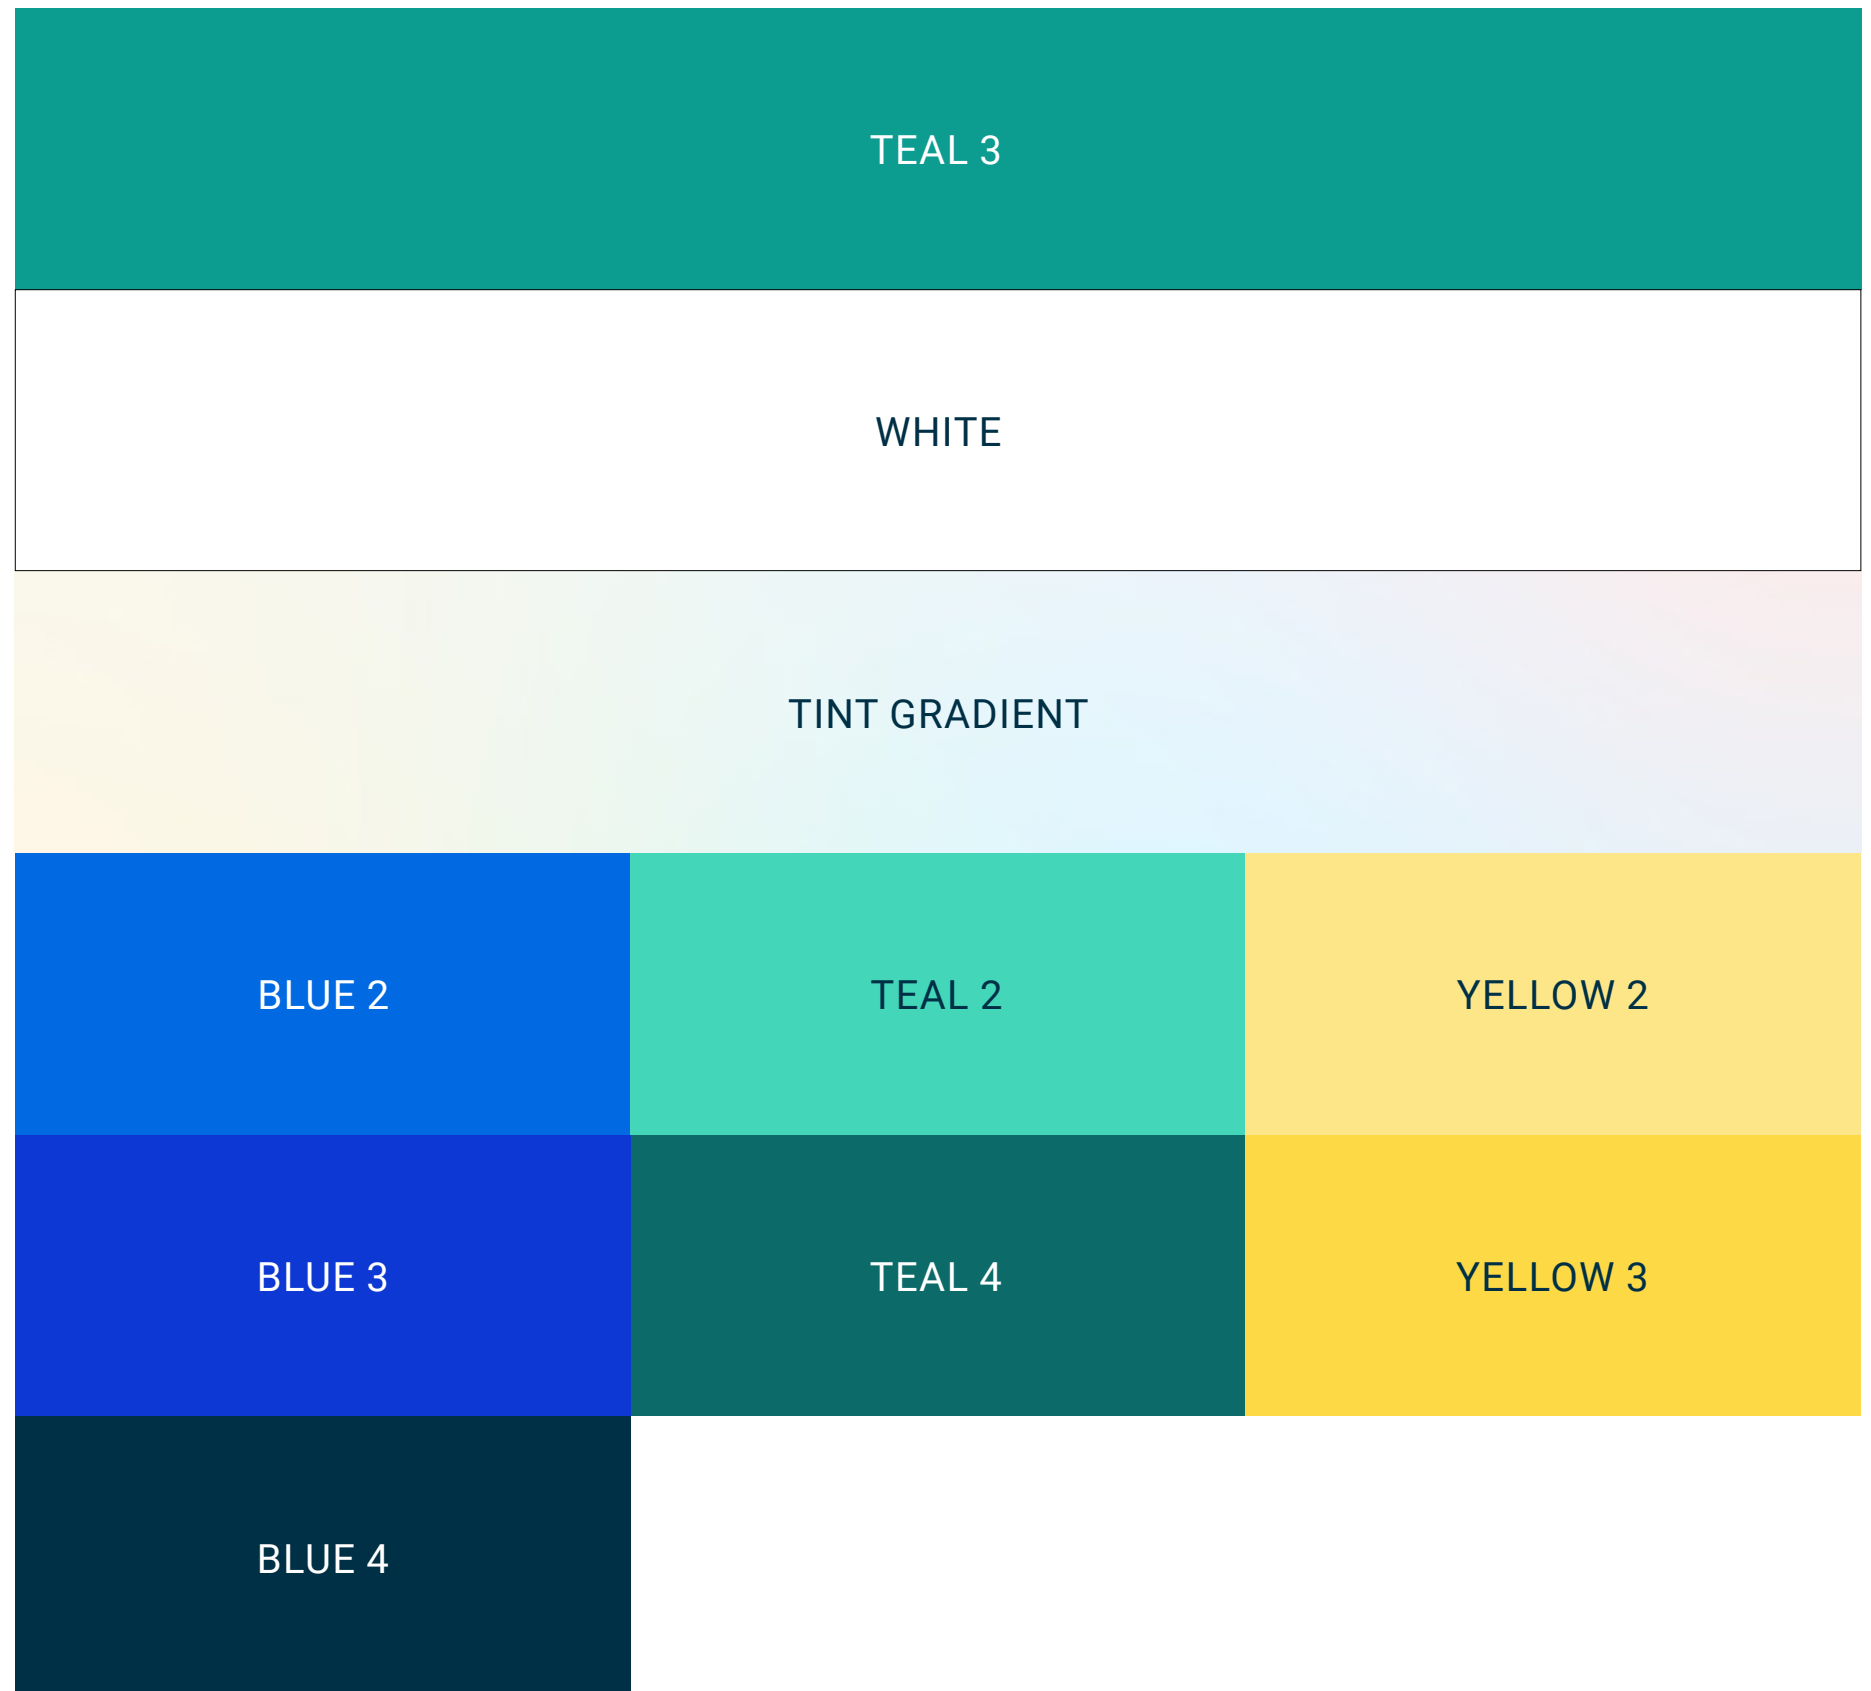 TEAL 3
WHITE
TINT GRADIENT
BLUE 2
TEAL 2
YELLOW 2
BLUE 3
TEAL 4
YELLOW 3
BLUE 4